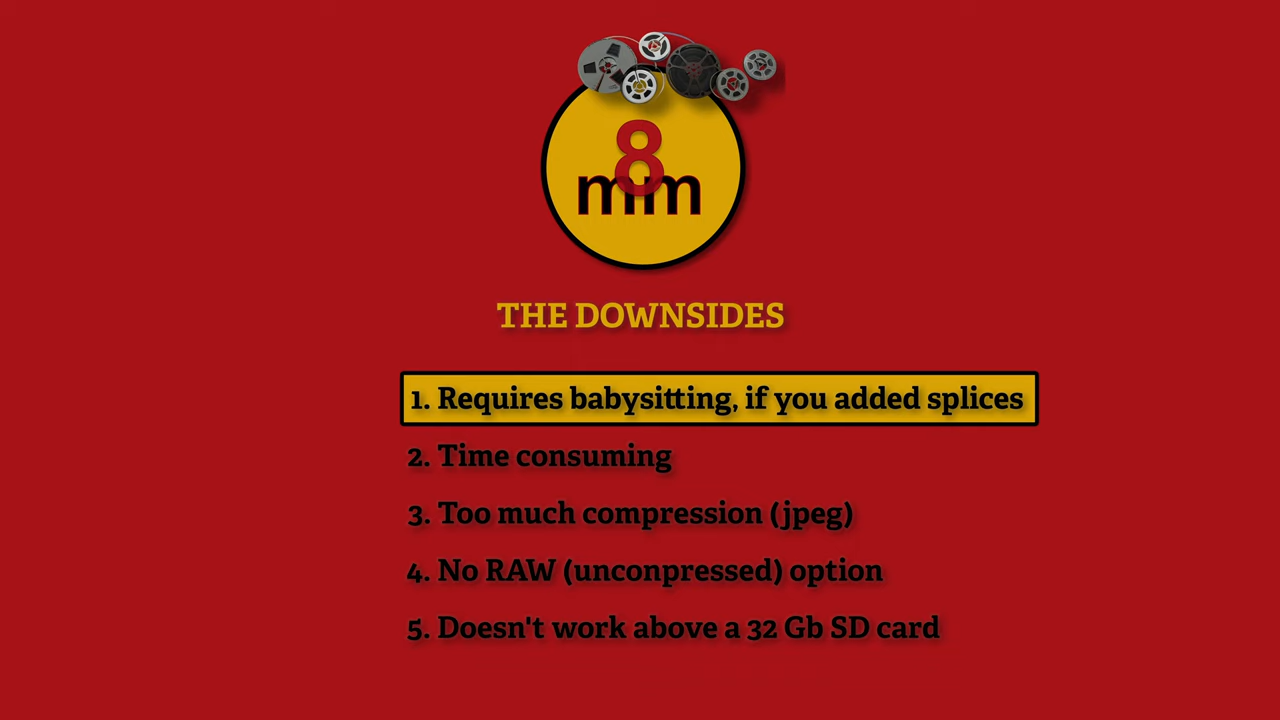 8
mm
THE DOWNSIDES
1. Requires babysitting, if you added splices
2. Time consuming
3. Too much compression (jpeg)
4. No RAW (unconpressed) option
5. Doesn't work above a 32 Gb SD card